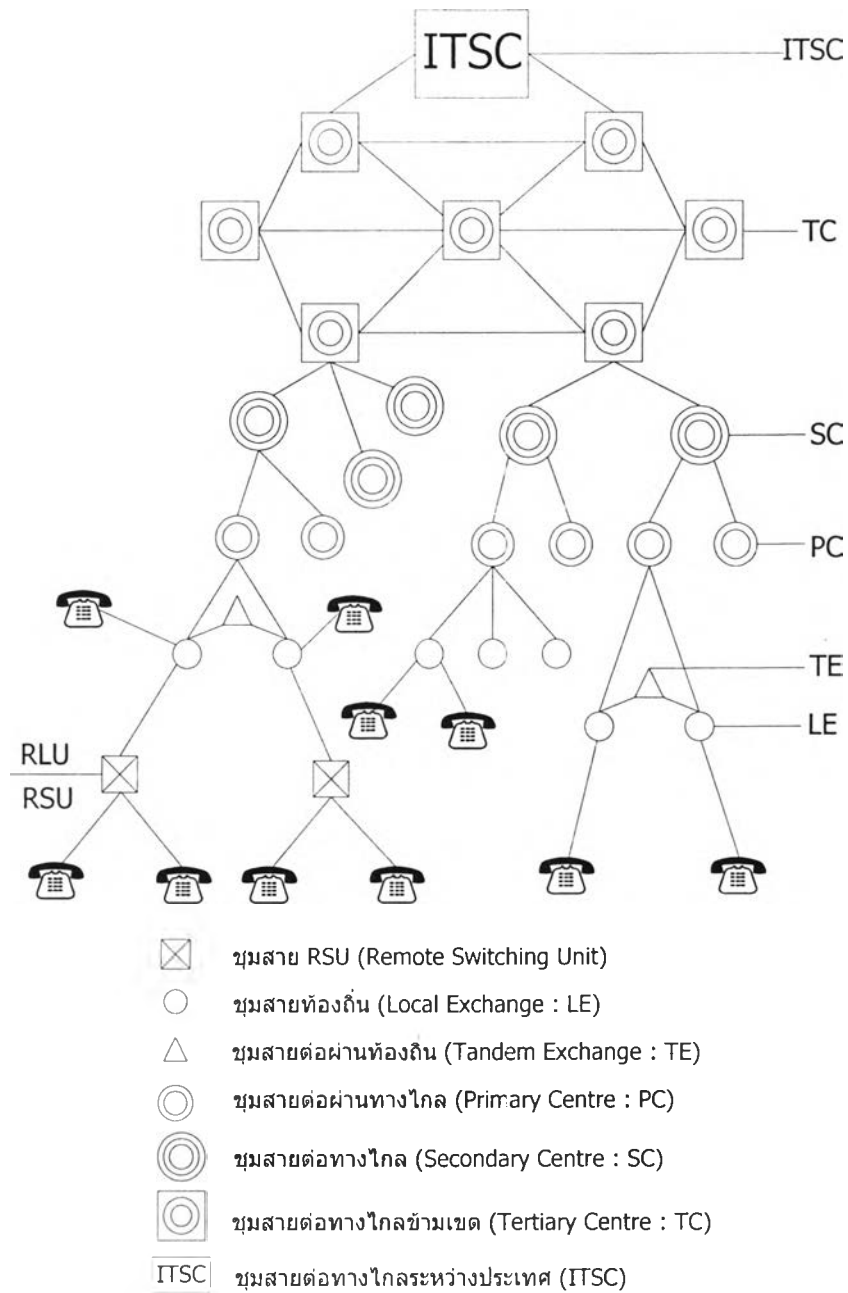 ITSC
ITSC
TC
SC
PC
TE
LE
RLU
RSU
ชุมสาย RSU (Remote Switching Unit)
ชุมสายท้องถิ่น (Local Exchange : LE)
ชุมสายต่อผ่านท้องถิน (Tandem Exchange : TE)
ชุมสายต่อผ่านทางไกล (Primary Centre : PC)
ชุมสายต่อทางไกล (Secondary Centre : SC)
ชุมสายต่อทางไกลข้ามเขต (Tertiary Centre : TC)
ITSC ชุมสายต่อทางไกลระหว่างประเทศ (ITSC)